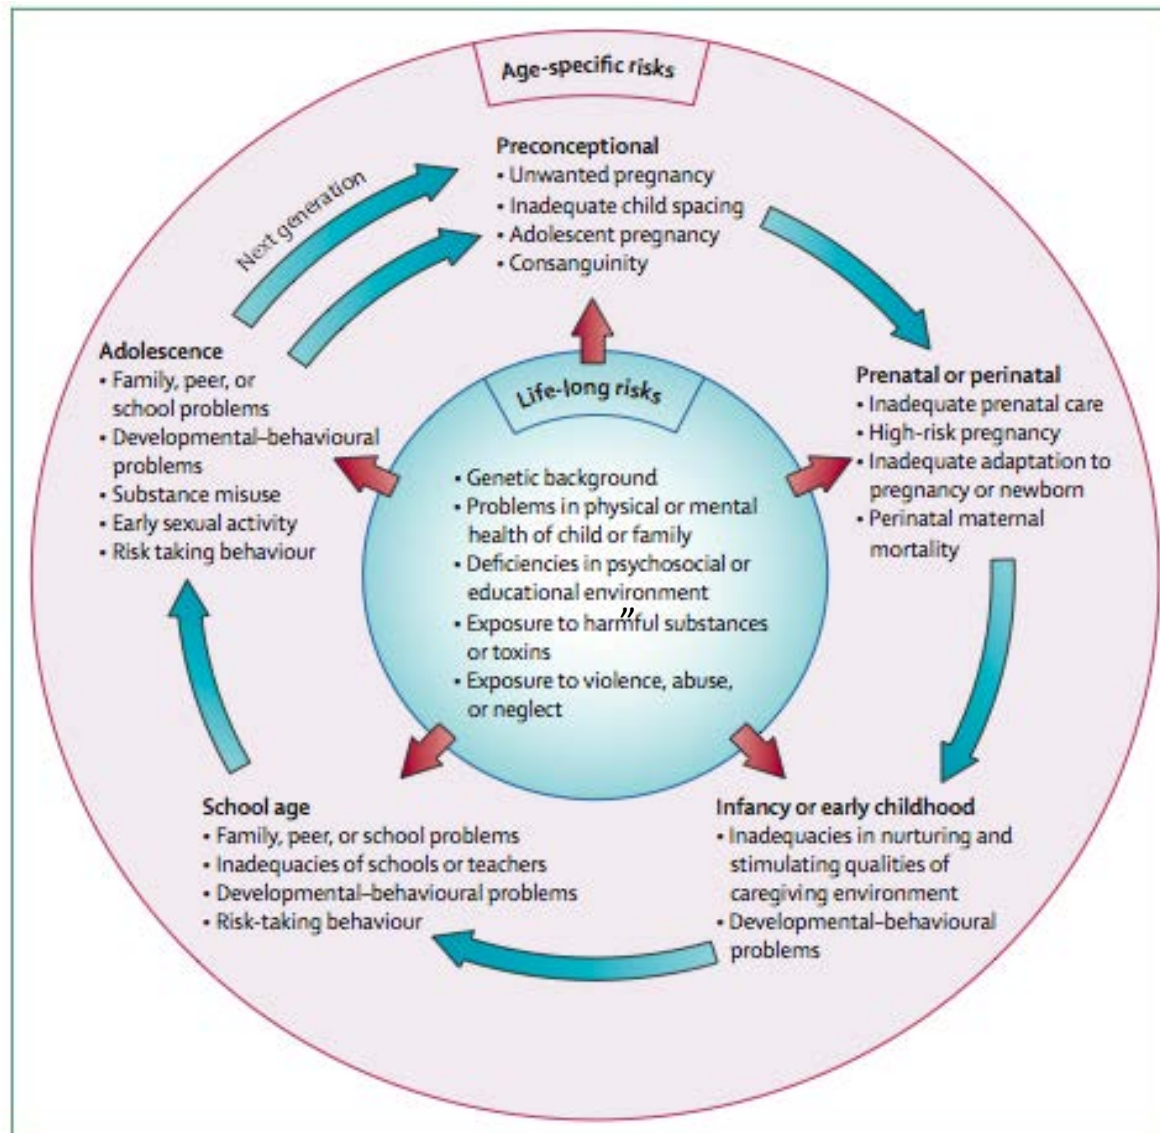 Age-specific risks
Preconceptional
• Unwanted pregnancy
• Inadequate child spacing
• Adolescent pregnancy
• Consanguinity
Next generation
Prenatal or perinatal
• Inadequate prenatal care
• High-risk pregnancy
• Inadequate adaptation to
pregnancy or newborn
• Perinatal maternal
mortality
Infancy or early childhood
• Inadequacies in nurturing and
stimulating qualities of
caregiving environment
• Developmental–behavioural
problems
School age
• Family, peer, or school problems
• Inadequacies of schools or teachers
• Developmental–behavioural problems
• Risk-taking behaviour
Adolescence
• Family, peer, or
school problems
• Developmental–behavioural
problems
• Substance misuse
• Early sexual activity
• Risk taking behaviour
Life-long risks
• Genetic background
• Problems in physical or mental
health of child or family
• Deficiencies in psychosocial or
educational environment
”
• Exposure to harmful substances
or toxins
• Exposure to violence, abuse,
or neglect